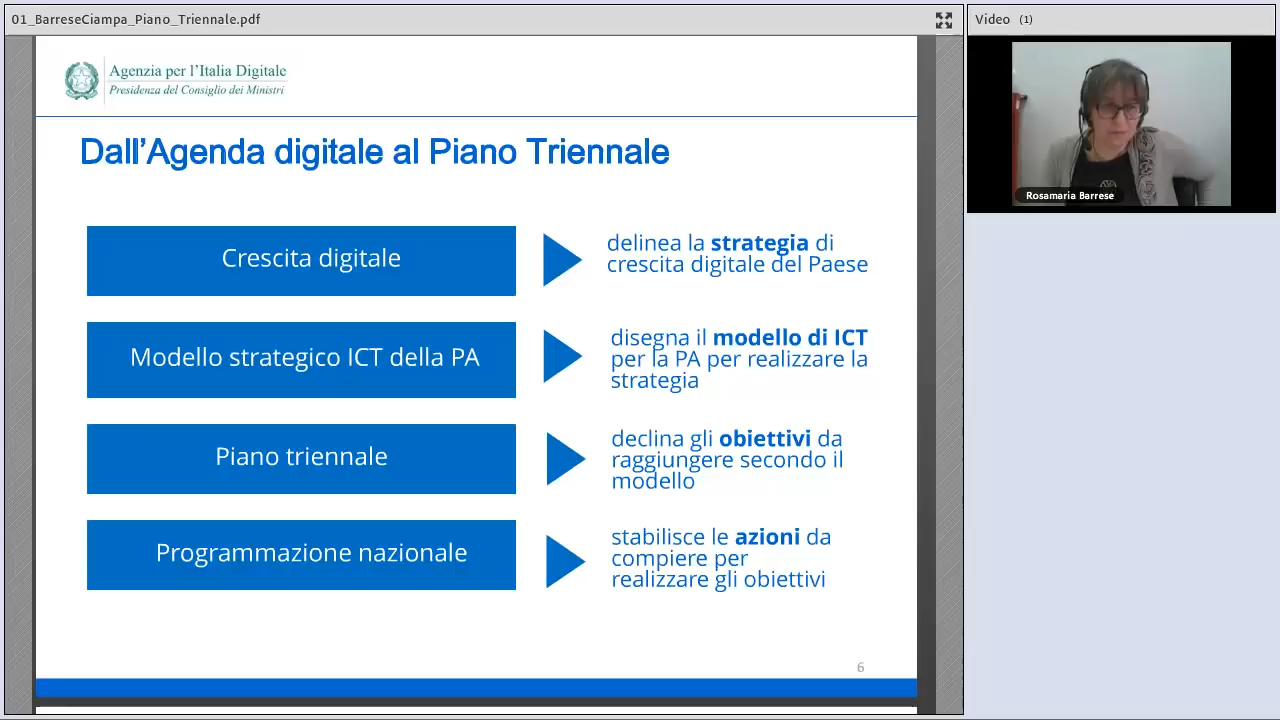 01_BarreseCiampa_Piano_Triennale.pdf
Video (1)
Agenzia per l'Italia Digitale
Presidenza del Consiglio dei Ministri
Rosamaria Barrese
Dall'Agenda digitale al Piano Triennale
Crescita digitale
delinea la strategia di
crescita digitale del Paese
Modello strategico ICT della PA
disegna il modello di ICT
per la PA per realizzare la
strategia
Piano triennale
declina gli obiettivi da
raggiungere secondo il
modello
Programmazione nazionale
stabilisce le azioni da
compiere per
realizzare gli obiettivi
6